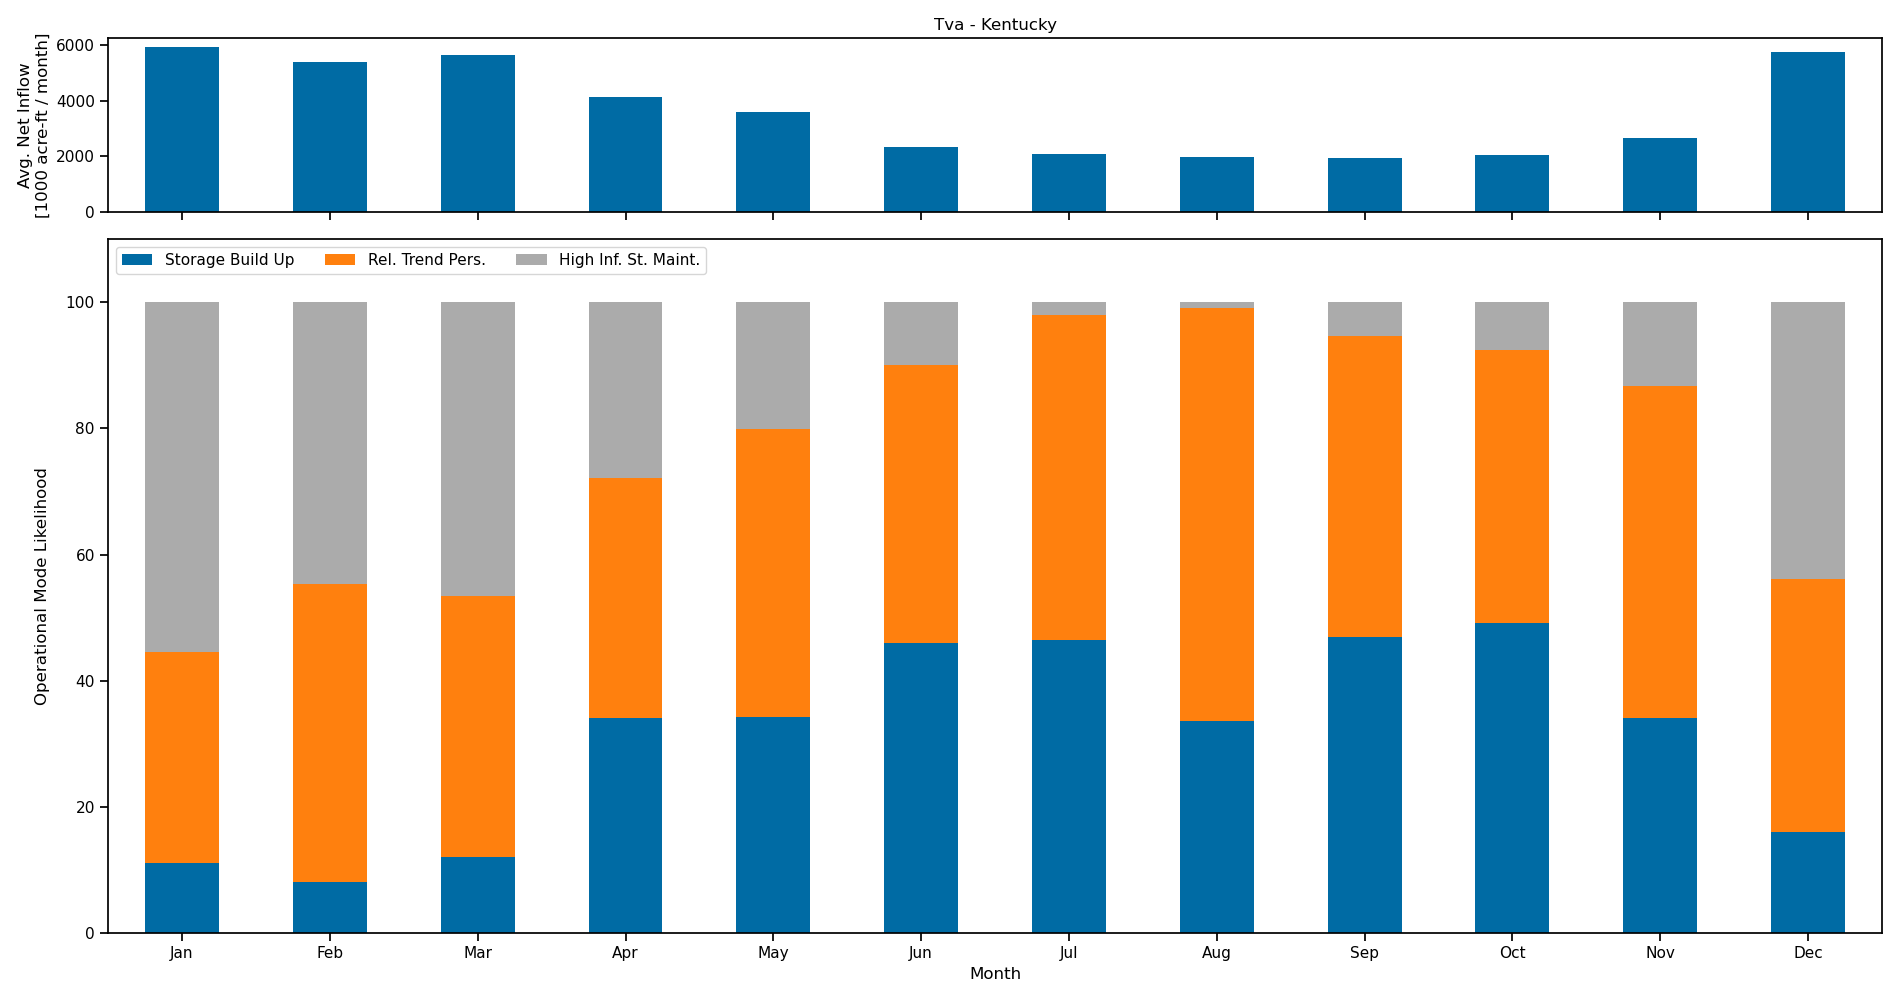 Tva - Kentucky
Avg. Net Inflow
[1000 acre-ft / month]
6000
4000
2000
0
Storage Build Up Rel. Trend Pers. High Inf. St. Maint.
Operational Mode Likelihood
100
80
60
40
20
0
Jan Feb Mar Apr May Jun Jul Aug Sep Oct Nov Dec
Month